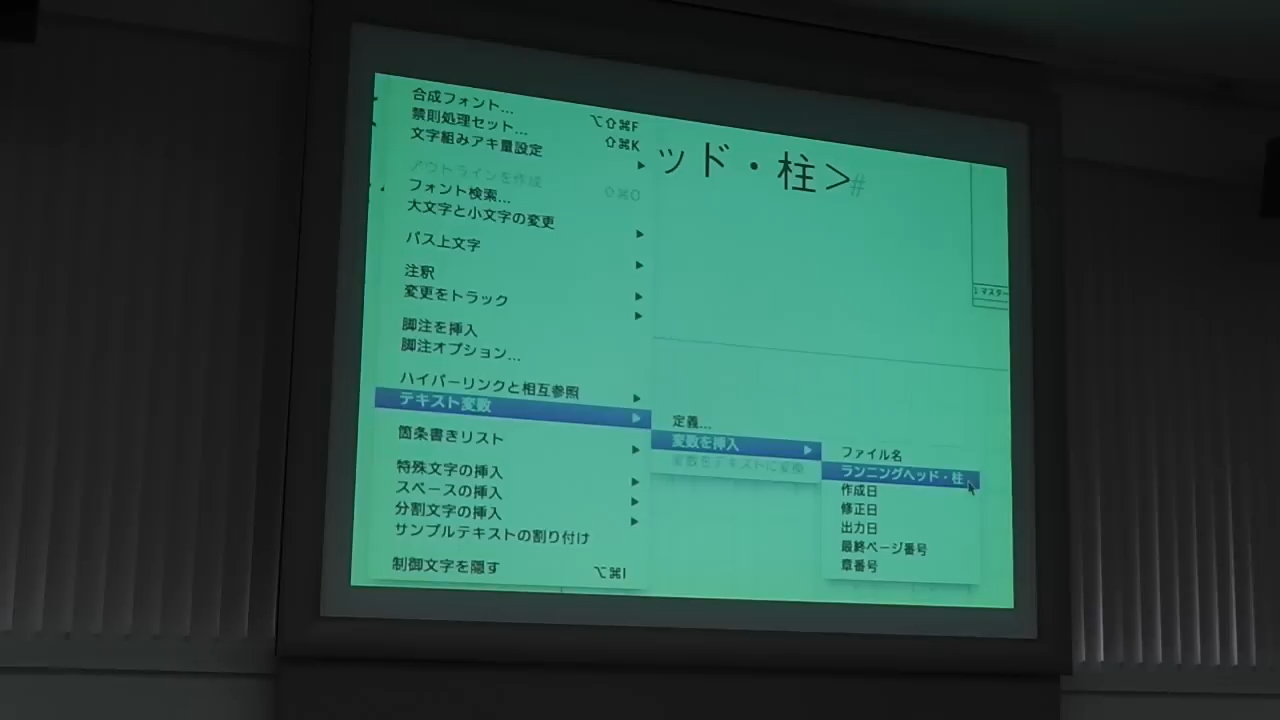 合成フォント...
禁則処理セット... ⌥⇧⌘F
文字組みアキ量設定 ⇧⌘K
アウトラインを作成 ⇧⌘O
フォント検索...
大文字と小文字の変更
パス上文字
注釈
変更をトラック
脚注を挿入
脚注オプション...
ハイパーリンクと相互参照
テキスト変数
箇条書きリスト
特殊文字の挿入
スペースの挿入
分割文字の挿入
サンプルテキストの割り付け
制御文字を隠す ⌥⌘I
ッド・柱>#
1 マスター
定義...
変数を挿入
変数をテキストに変換
ファイル名
ランニングヘッド・柱
作成日
修正日
出力日
最終ページ番号
章番号